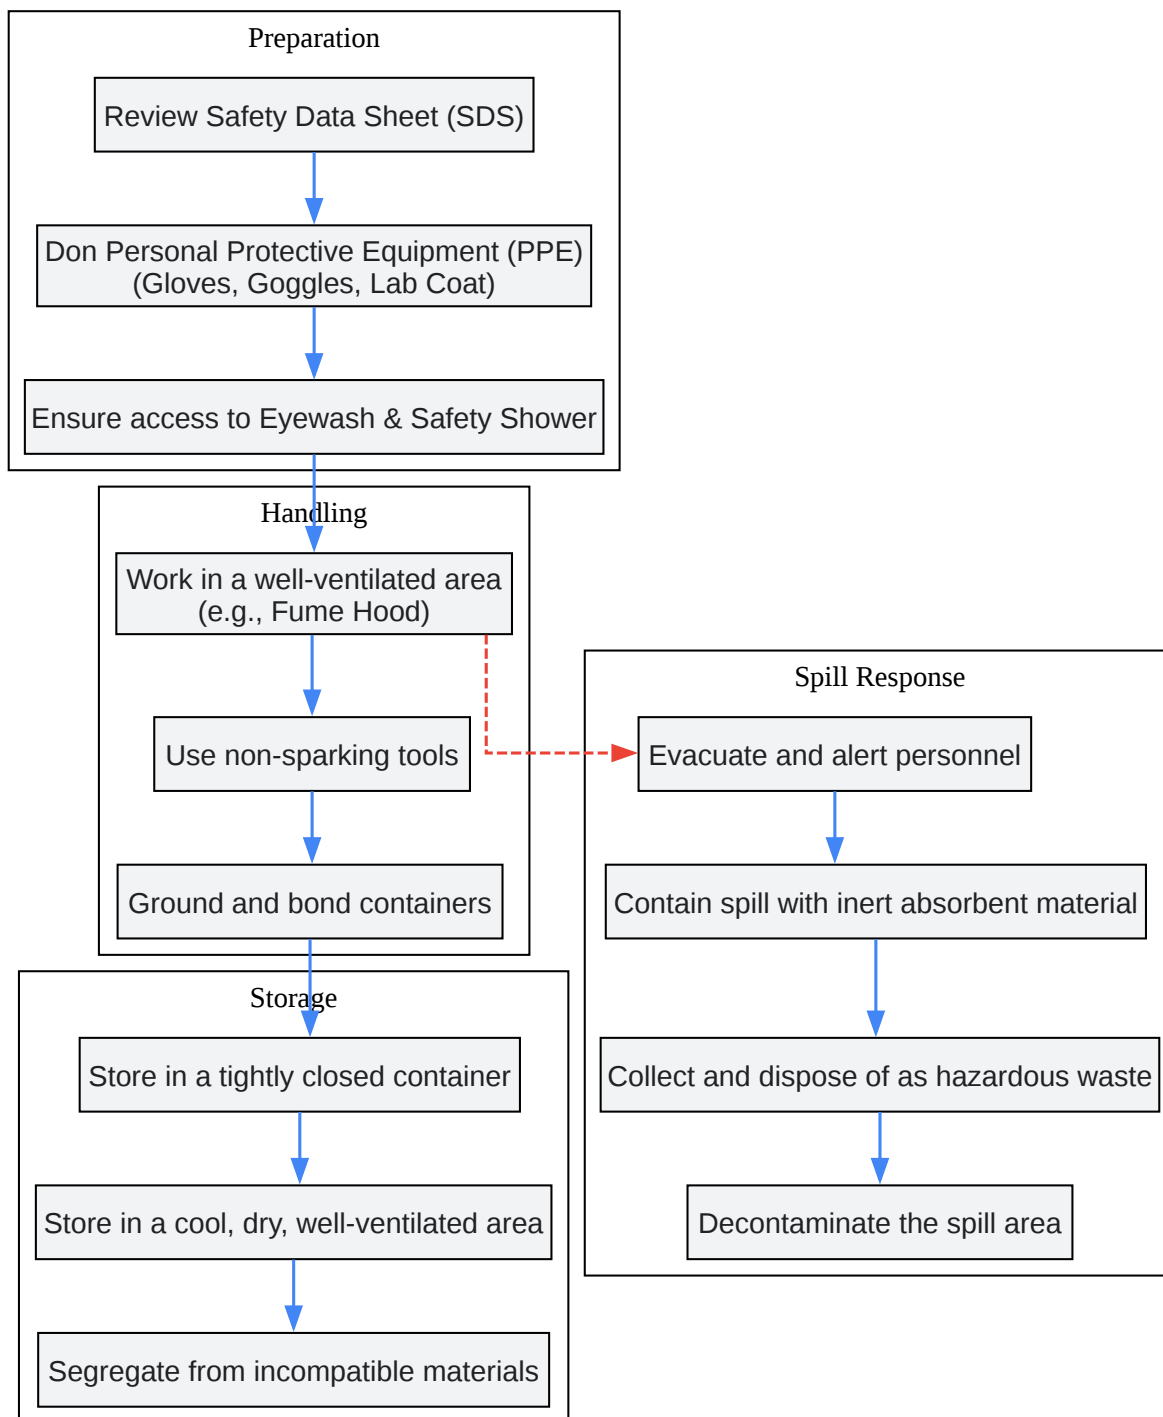 Preparation
Review Safety Data Sheet (SDS)
Don Personal Protective Equipment (PPE)
(Gloves, Goggles, Lab Coat)
Ensure access to Eyewash & Safety Shower
Handling
Work in a well-ventilated area
(e.g., Fume Hood)
Use non-sparking tools
Ground and bond containers
Storage
Store in a tightly closed container
Store in a cool, dry, well-ventilated area
Segregate from incompatible materials
Spill Response
Evacuate and alert personnel
Contain spill with inert absorbent material
Collect and dispose of as hazardous waste
Decontaminate the spill area